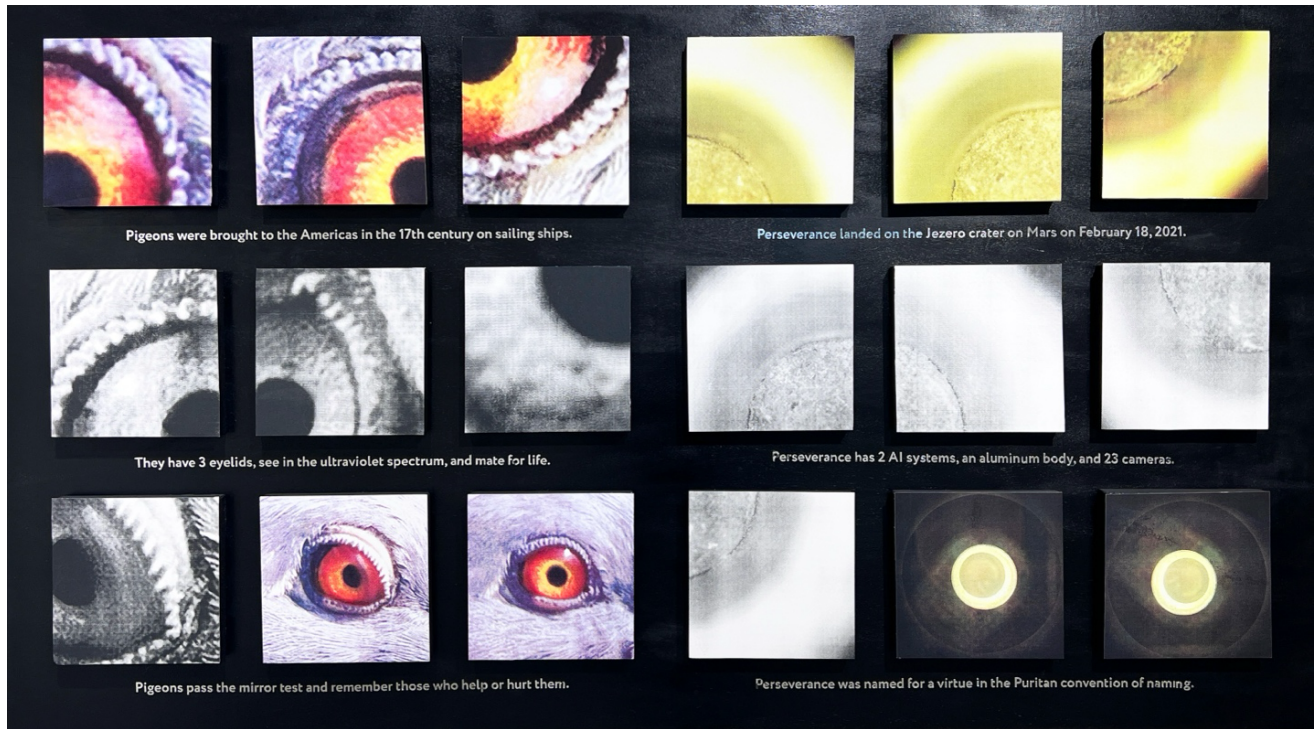 Pigeons were brought to the Americas in the 17th century on sailing ships.
Perseverance landed on the Jezero crater on Mars on February 18, 2021.
They have 3 eyelids, see in the ultraviolet spectrum, and mate for life.
Perseverance has 2 AI systems, an aluminum body, and 23 cameras.
Pigeons pass the mirror test and remember those who help or hurt them.
Perseverance was named for a virtue in the Puritan convention of naming.